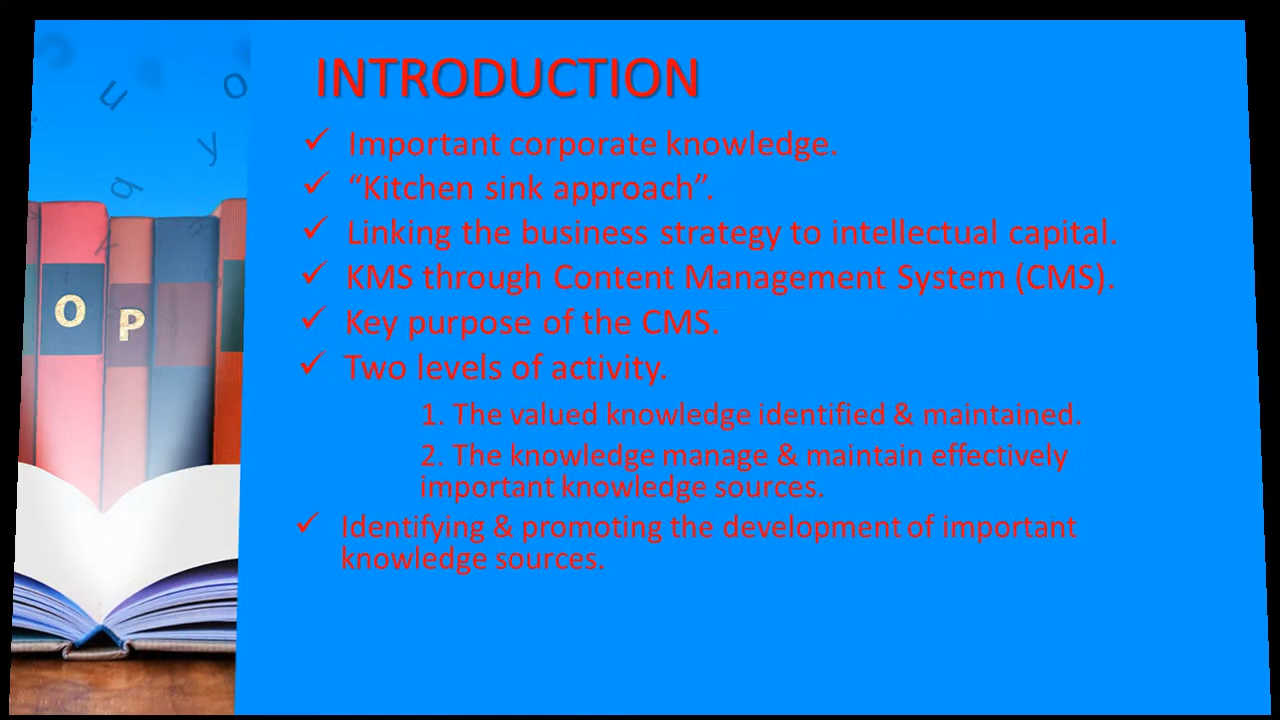 INTRODUCTION
✓ Important corporate knowledge.
✓ “Kitchen sink approach”.
✓ Linking the business strategy to intellectual capital.
✓ KMS through Content Management System (CMS).
✓ Key purpose of the CMS.
✓ Two levels of activity.
1. The valued knowledge identified & maintained.
2. The knowledge manage & maintain effectively
important knowledge sources.
✓ Identifying & promoting the development of important
knowledge sources.
u
o
y
q
k
O
P